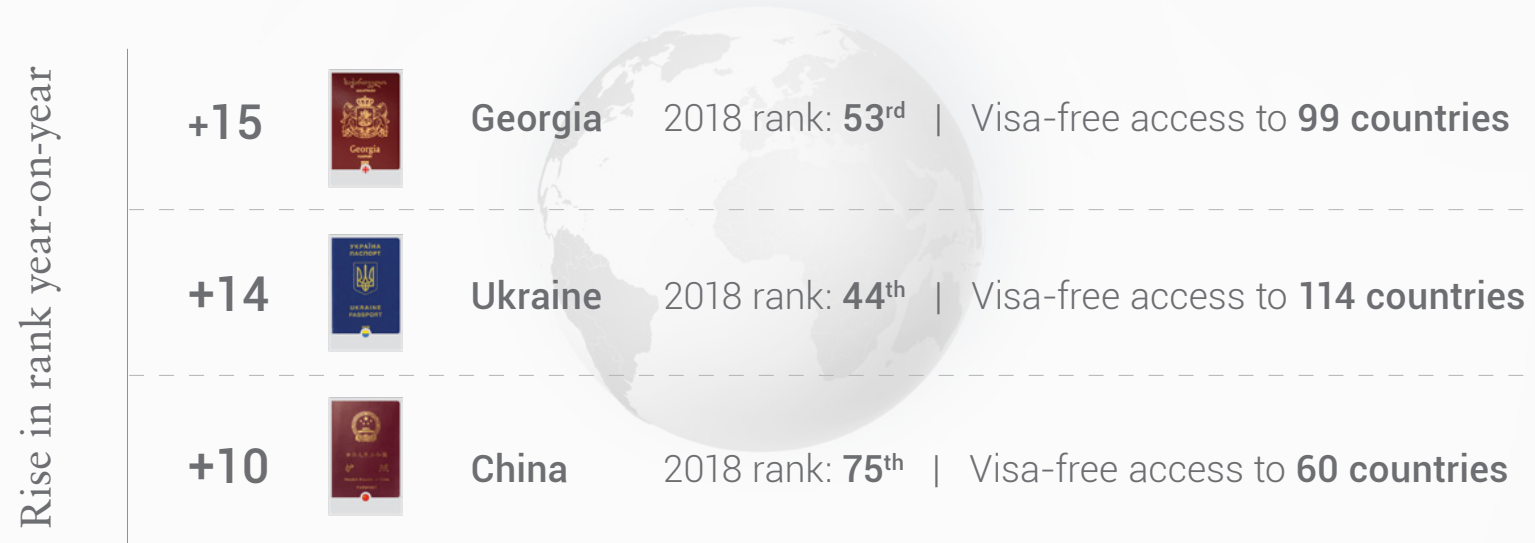 Rise in rank year-on-year
+15 Georgia 2018 rank: 53rd | Visa-free access to 99 countries
Georgia
+14 Ukraine 2018 rank: 44th | Visa-free access to 114 countries
УКРАЇНА
ПАСПОРТ
UKRAINE
PASSPORT
+10 China 2018 rank: 75th | Visa-free access to 60 countries